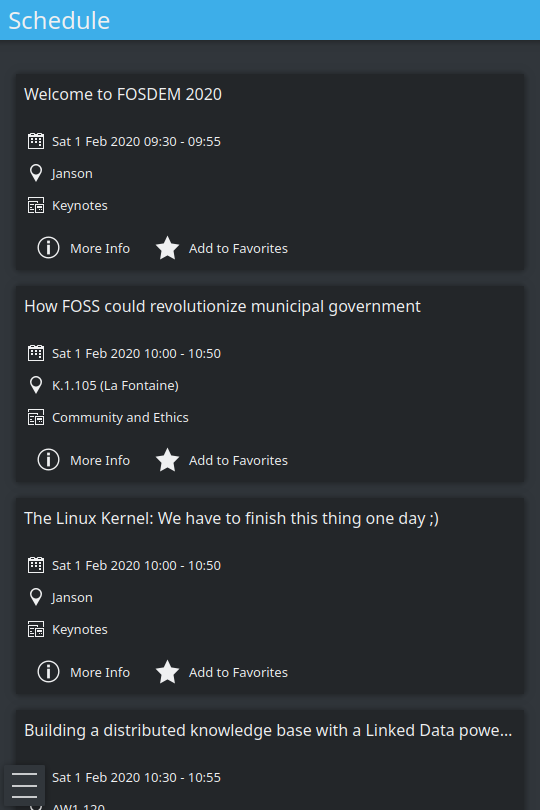 Schedule
Welcome to FOSDEM 2020
Sat 1 Feb 2020 09:30 - 09:55
Janson
Keynotes
More Info Add to Favorites
How FOSS could revolutionize municipal government
Sat 1 Feb 2020 10:00 - 10:50
K.1.105 (La Fontaine)
Community and Ethics
More Info Add to Favorites
The Linux Kernel: We have to finish this thing one day ;)
Sat 1 Feb 2020 10:00 - 10:50
Janson
Keynotes
More Info Add to Favorites
Building a distributed knowledge base with a Linked Data powe...
Sat 1 Feb 2020 10:30 - 10:55
AW1.120